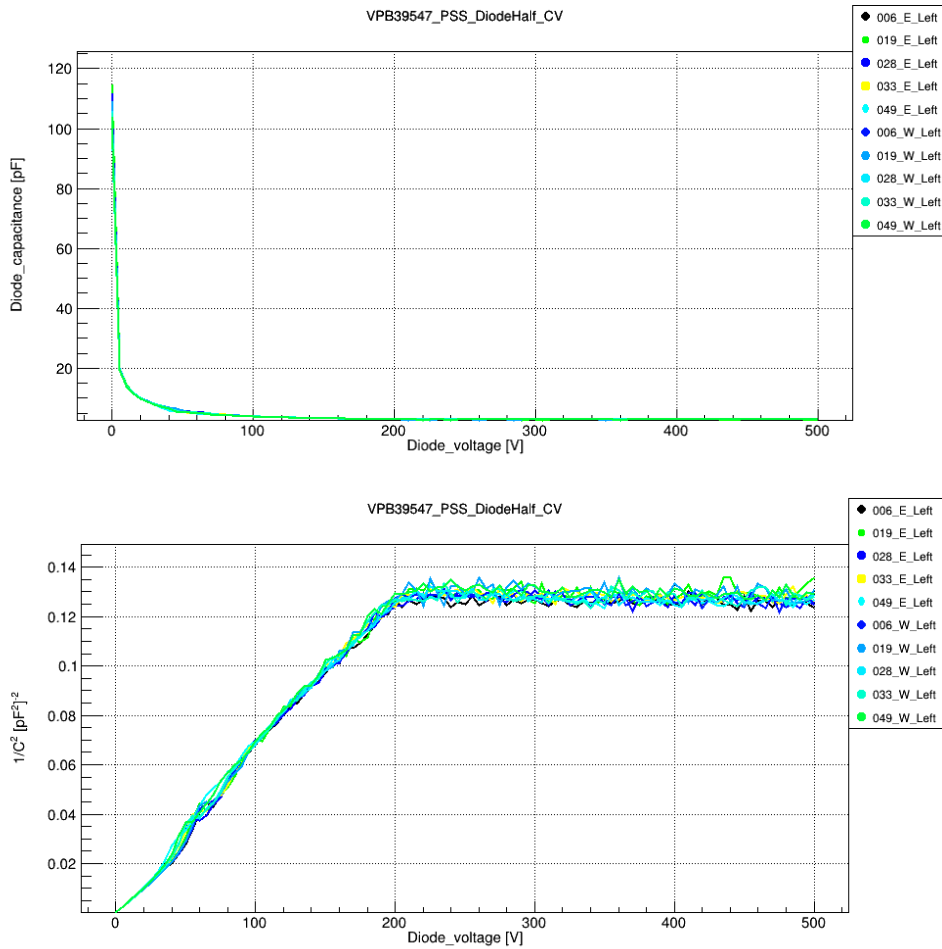 VPB39547_PSS_DiodeHalf_CV
006_E_Left
019_E_Left
028_E_Left
033_E_Left
049_E_Left
006_W_Left
019_W_Left
028_W_Left
033_W_Left
049_W_Left
Diode_capacitance [pF]
120
100
80
60
40
20
0 100 200 300 400 500
Diode_voltage [V]
VPB39547_PSS_DiodeHalf_CV
006_E_Left
019_E_Left
028_E_Left
033_E_Left
049_E_Left
006_W_Left
019_W_Left
028_W_Left
033_W_Left
049_W_Left
1/C² [pF²]⁻²
0.14
0.12
0.1
0.08
0.06
0.04
0.02
0 100 200 300 400 500
Diode_voltage [V]